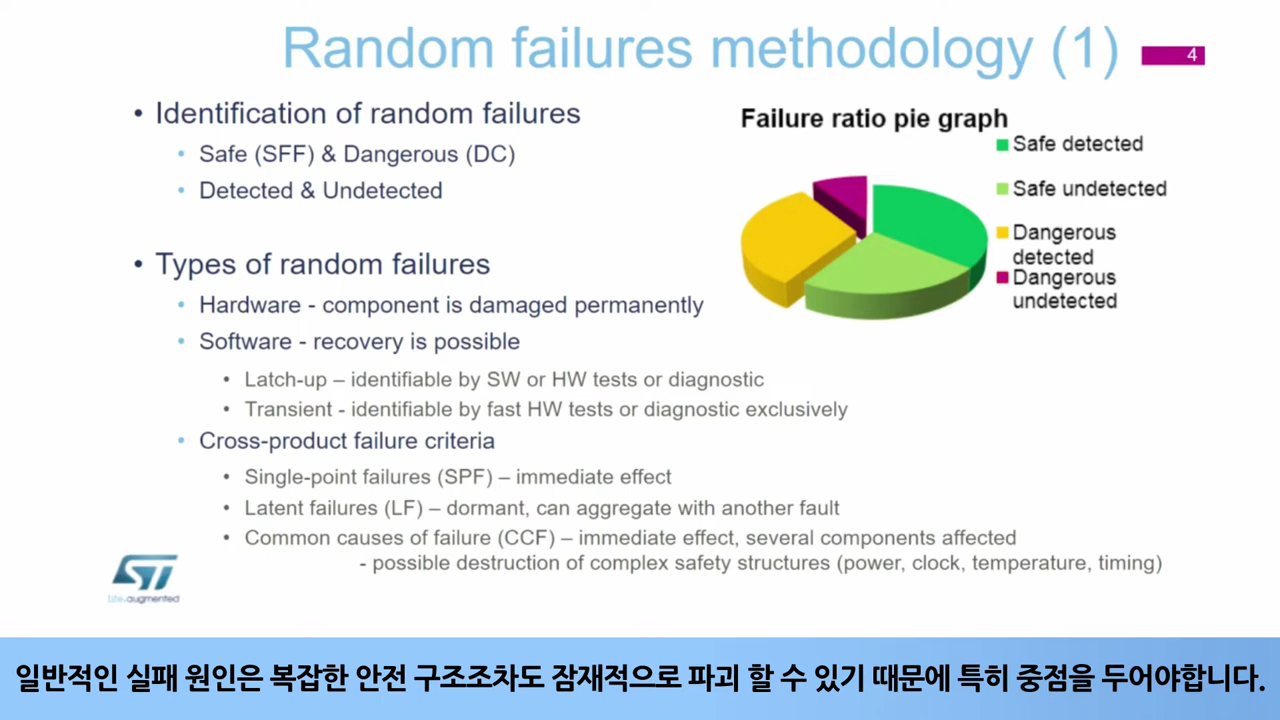 Random failures methodology (1)
4
• Identification of random failures
• Safe (SFF) & Dangerous (DC)
• Detected & Undetected
• Types of random failures
• Hardware - component is damaged permanently
• Software - recovery is possible
• Latch-up – identifiable by SW or HW tests or diagnostic
• Transient - identifiable by fast HW tests or diagnostic exclusively
• Cross-product failure criteria
• Single-point failures (SPF) – immediate effect
• Latent failures (LF) – dormant, can aggregate with another fault
• Common causes of failure (CCF) – immediate effect, several components affected
- possible destruction of complex safety structures (power, clock, temperature, timing)
Failure ratio pie graph
Safe detected
Safe undetected
Dangerous
detected
Dangerous
undetected
ST
life.augmented
일반적인 실패 원인은 복잡한 안전 구조조차도 잠재적으로 파괴 할 수 있기 때문에 특히 중점을 두어야합니다.